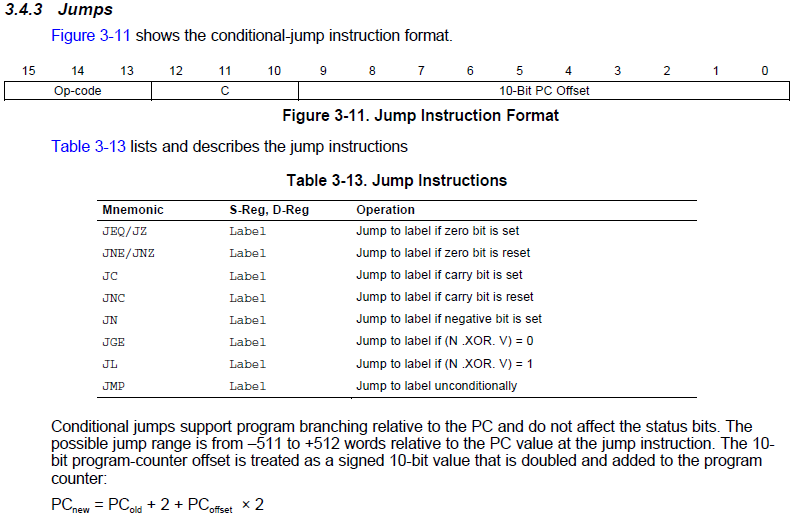 3.4.3 Jumps
Figure 3-11 shows the conditional-jump instruction format.
15 14 13 12 11 10 9 8 7 6 5 4 3 2 1 0
Op-code C 10-Bit PC Offset
Figure 3-11. Jump Instruction Format
Table 3-13 lists and describes the jump instructions
Table 3-13. Jump Instructions
Mnemonic S-Reg, D-Reg Operation
JEQ/JZ Label Jump to label if zero bit is set
JNE/JNZ Label Jump to label if zero bit is reset
JC Label Jump to label if carry bit is set
JNC Label Jump to label if carry bit is reset
JN Label Jump to label if negative bit is set
JGE Label Jump to label if (N .XOR. V) = 0
JL Label Jump to label if (N .XOR. V) = 1
JMP Label Jump to label unconditionally
Conditional jumps support program branching relative to the PC and do not affect the status bits. The
possible jump range is from –511 to +512 words relative to the PC value at the jump instruction. The 10-
bit program-counter offset is treated as a signed 10-bit value that is doubled and added to the program
counter:
PCnew = PCold + 2 + PCoffset × 2